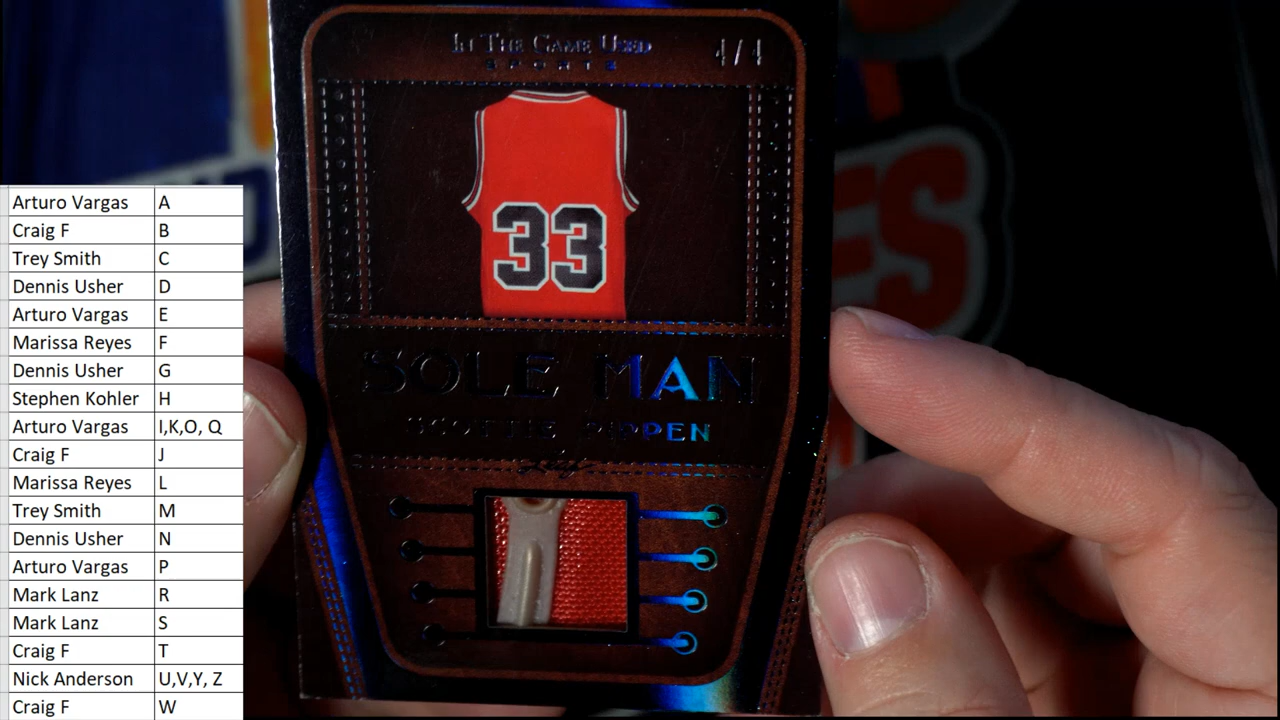 Arturo Vargas A
Craig F B
Trey Smith C
Dennis Usher D
Arturo Vargas E
Marissa Reyes F
Dennis Usher G
Stephen Kohler H
Arturo Vargas I,K,O, Q
Craig F J
Marissa Reyes L
Trey Smith M
Dennis Usher N
Arturo Vargas P
Mark Lanz R
Mark Lanz S
Craig F T
Nick Anderson U,V,Y, Z
Craig F W
IN THE GAME USED 4/4
SPORTS
33
SOLE MAN
SCOTTIE PIPPEN
Leaf
ES